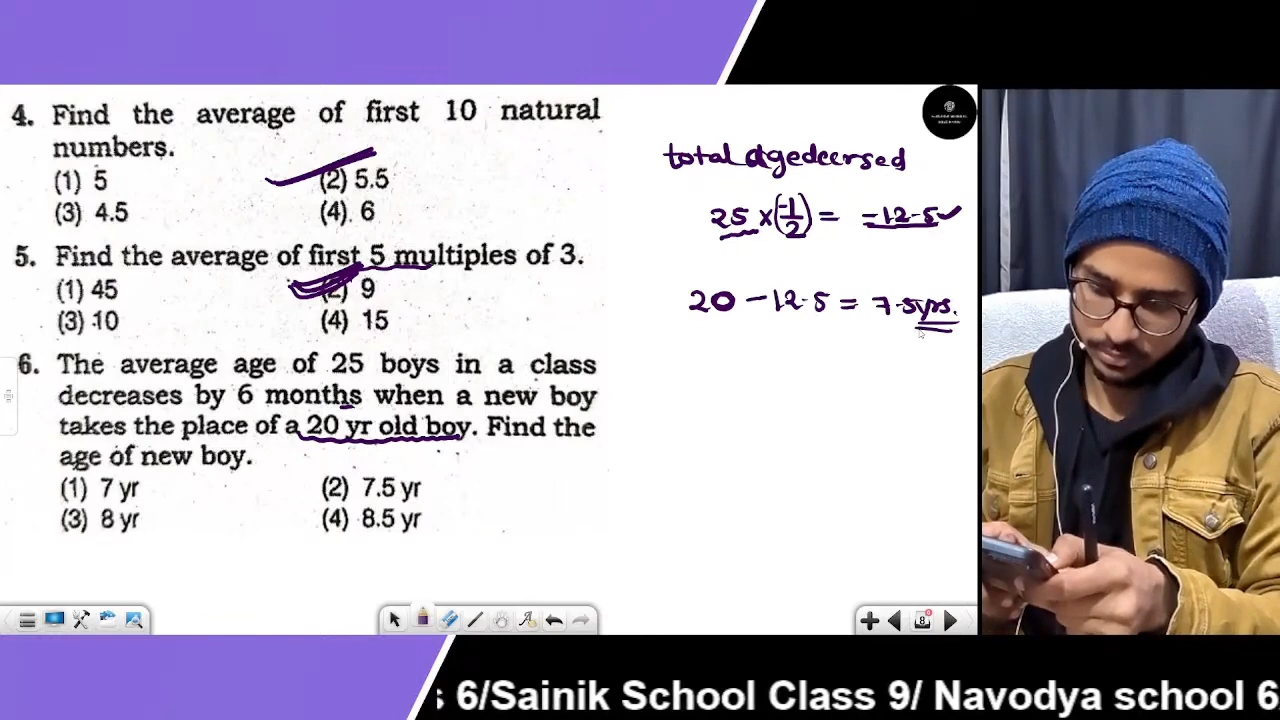 4. Find the average of first 10 natural
numbers.
(1) 5 (2) 5.5
(3) 4.5 (4). 6
5. Find the average of first 5 multiples of 3.
(1) 45 (2) 9
(3) 10 (4) 15
6. The average age of 25 boys in a class
decreases by 6 months when a new boy
takes the place of a 20 yr old boy. Find the
age of new boy.
(1) 7 yr (2) 7.5 yr
(3) 8 yr (4) 8.5 yr
total agedecrsed
25 × (-1/2) = -12.5
20 - 12.5 = 7.5yrs.
8
s 6/Sainik School Class 9/ Navodya school 6